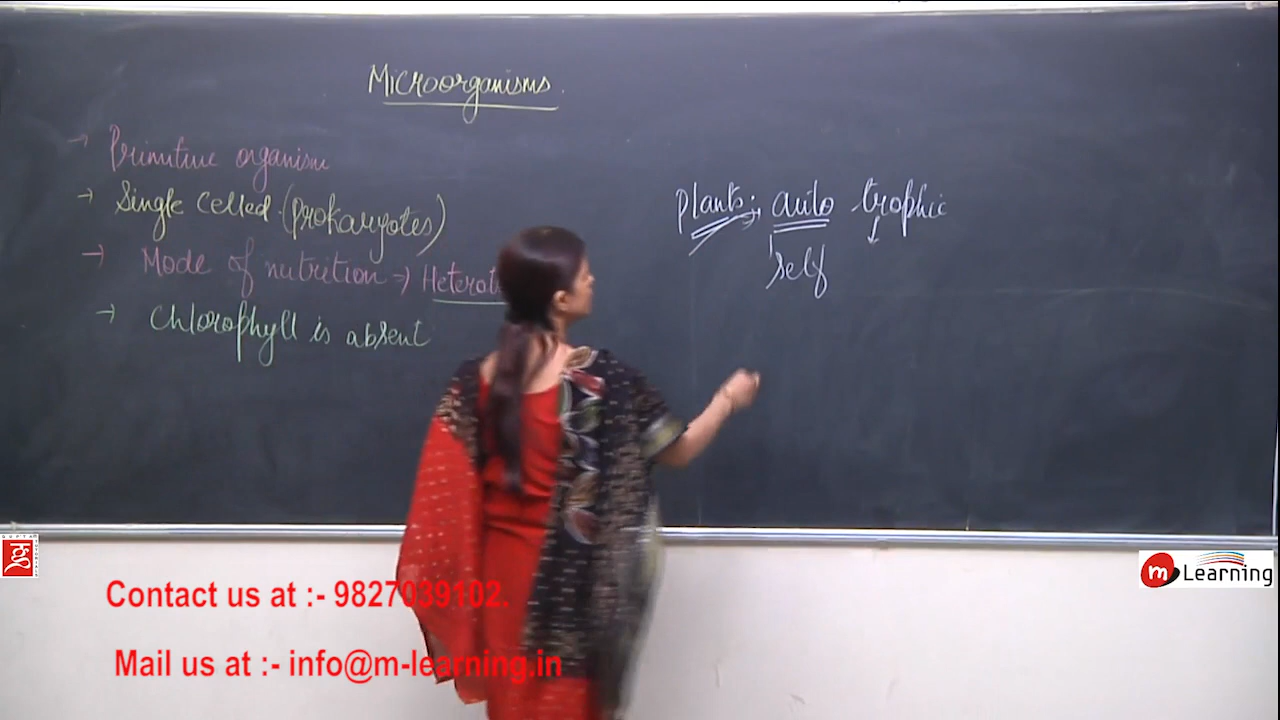 Microorganisms.
→ Primitive organism
→ Single celled (Prokaryotes)
→ Mode of nutrition → Heterot
→ Chlorophyll is absent
Plants: → auto trophic
self
m Learning
Contact us at :- 9827039102.
Mail us at :- info@m-learning.in